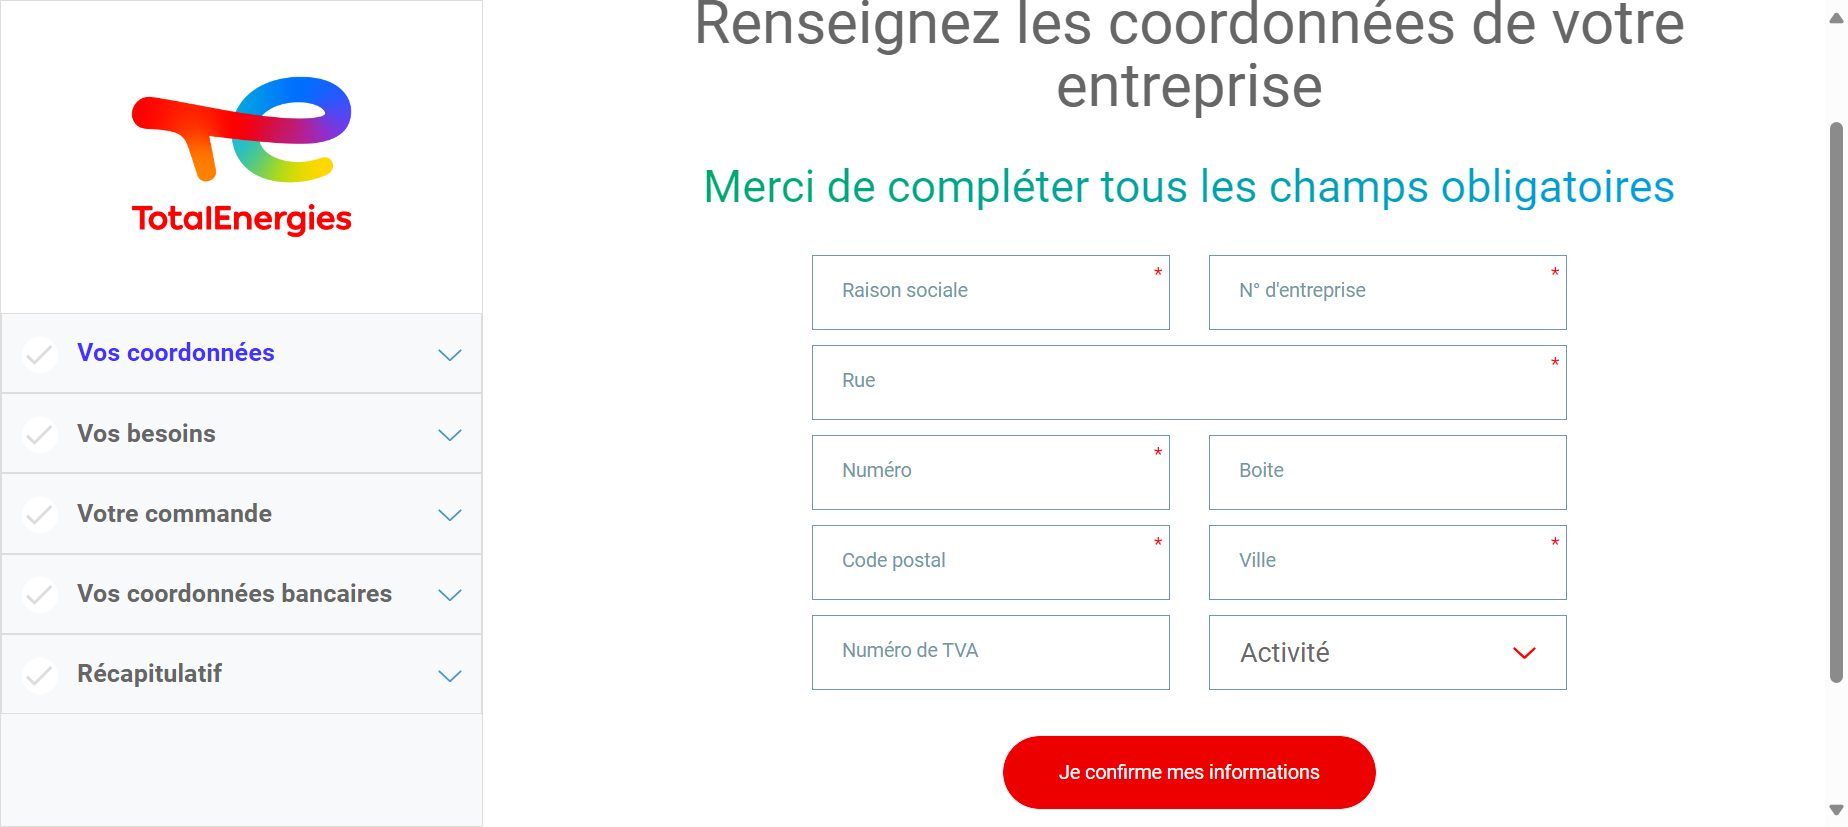 TotalEnergies
Vos coordonnées
Vos besoins
Votre commande
Vos coordonnées bancaires
Récapitulatif
Renseignez les coordonnées de votre
entreprise
Merci de compléter tous les champs obligatoires
Raison sociale *
N° d'entreprise *
Rue *
Numéro *
Boite
Code postal *
Ville *
Numéro de TVA
Activité
Je confirme mes informations